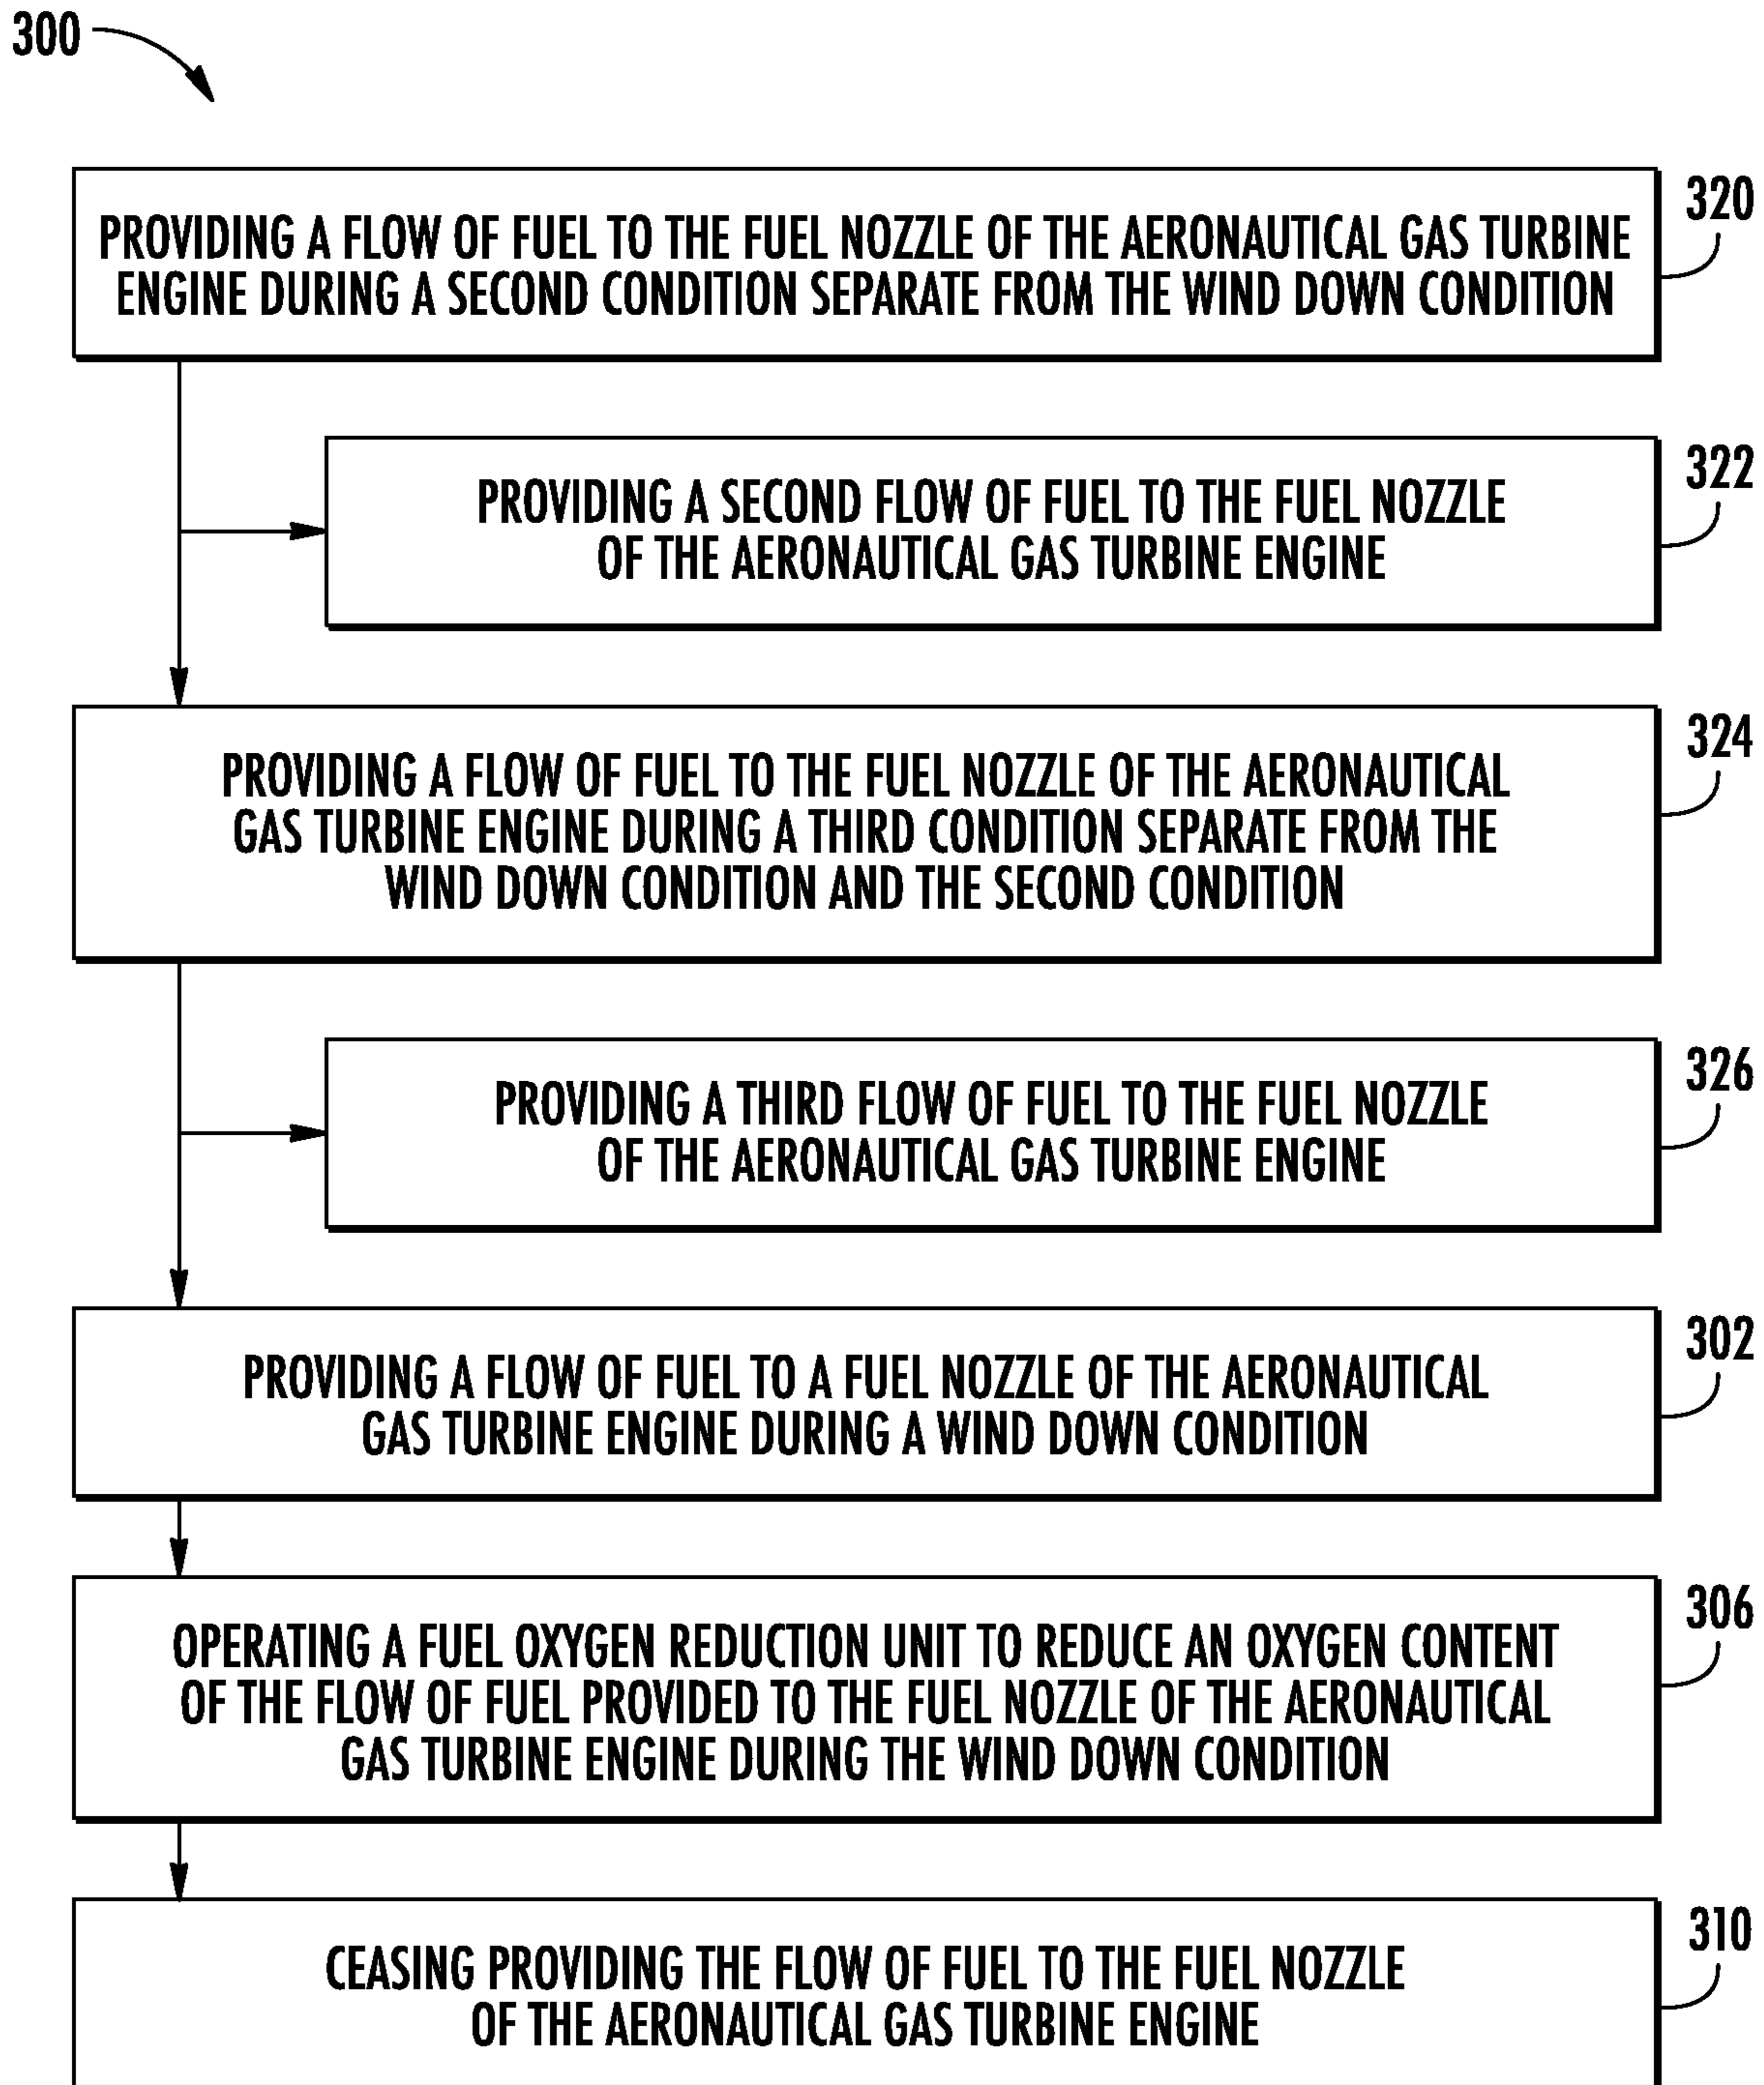 300
PROVIDING A FLOW OF FUEL TO THE FUEL NOZZLE OF THE AERONAUTICAL GAS TURBINE
ENGINE DURING A SECOND CONDITION SEPARATE FROM THE WIND DOWN CONDITION
320
PROVIDING A SECOND FLOW OF FUEL TO THE FUEL NOZZLE
OF THE AERONAUTICAL GAS TURBINE ENGINE
322
PROVIDING A FLOW OF FUEL TO THE FUEL NOZZLE OF THE AERONAUTICAL
GAS TURBINE ENGINE DURING A THIRD CONDITION SEPARATE FROM THE
WIND DOWN CONDITION AND THE SECOND CONDITION
324
PROVIDING A THIRD FLOW OF FUEL TO THE FUEL NOZZLE
OF THE AERONAUTICAL GAS TURBINE ENGINE
326
PROVIDING A FLOW OF FUEL TO A FUEL NOZZLE OF THE AERONAUTICAL
GAS TURBINE ENGINE DURING A WIND DOWN CONDITION
302
OPERATING A FUEL OXYGEN REDUCTION UNIT TO REDUCE AN OXYGEN CONTENT
OF THE FLOW OF FUEL PROVIDED TO THE FUEL NOZZLE OF THE AERONAUTICAL
GAS TURBINE ENGINE DURING THE WIND DOWN CONDITION
306
CEASING PROVIDING THE FLOW OF FUEL TO THE FUEL NOZZLE
OF THE AERONAUTICAL GAS TURBINE ENGINE
310